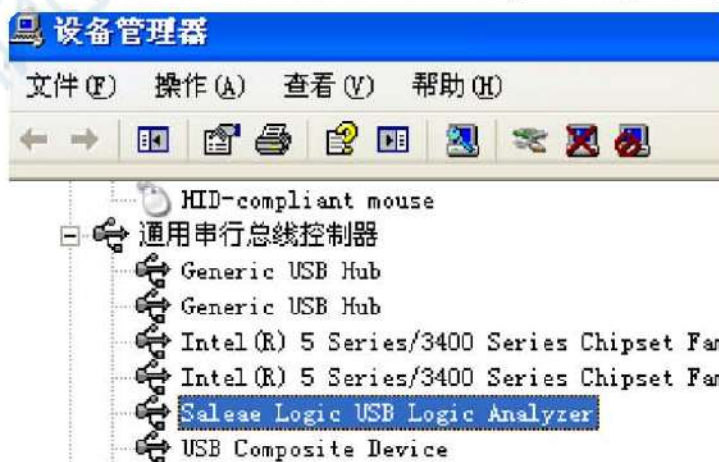 设备管理器
文件(F) 操作(A) 查看(V) 帮助(H)
HID-compliant mouse
通用串行总线控制器
Generic USB Hub
Generic USB Hub
Intel(R) 5 Series/3400 Series Chipset Fam
Intel(R) 5 Series/3400 Series Chipset Fam
Saleae Logic USB Logic Analyzer
USB Composite Device